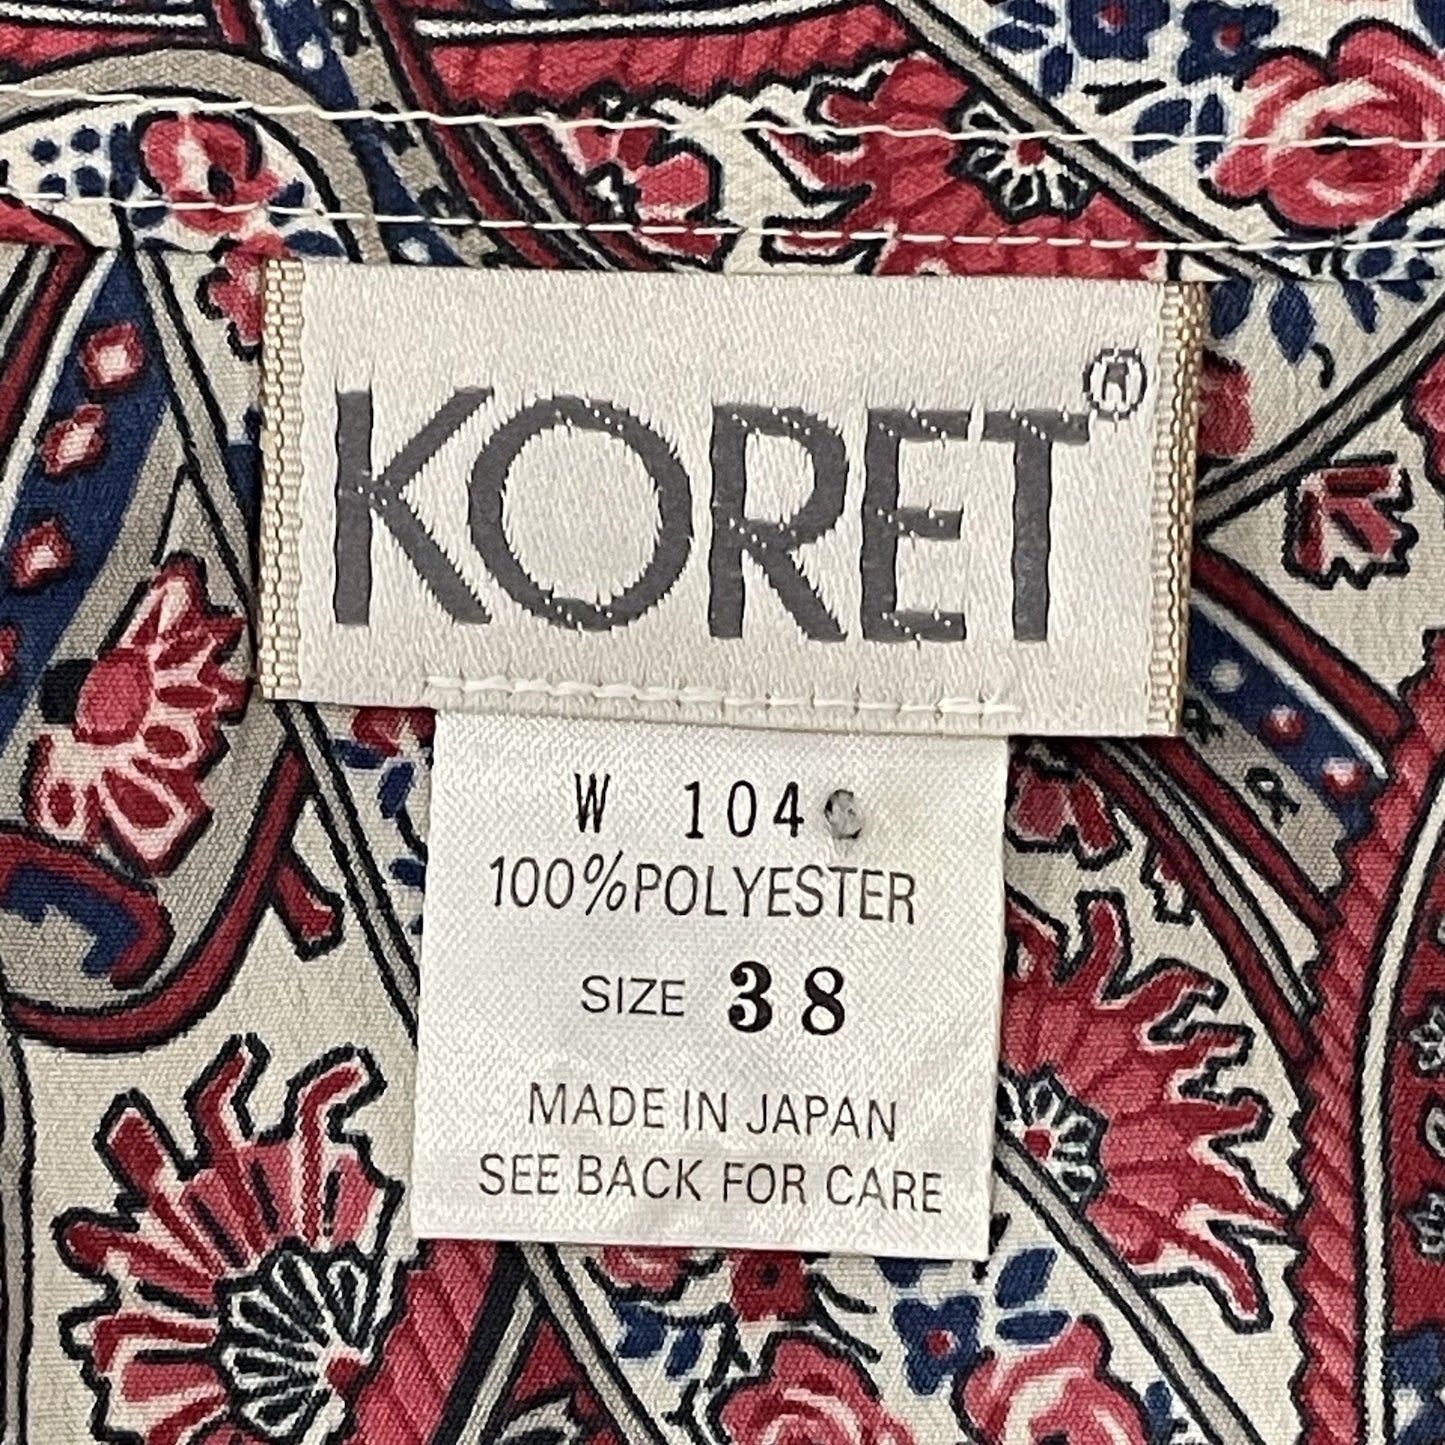 KORET®
W 104
100%POLYESTER
SIZE 38
MADE IN JAPAN
SEE BACK FOR CARE